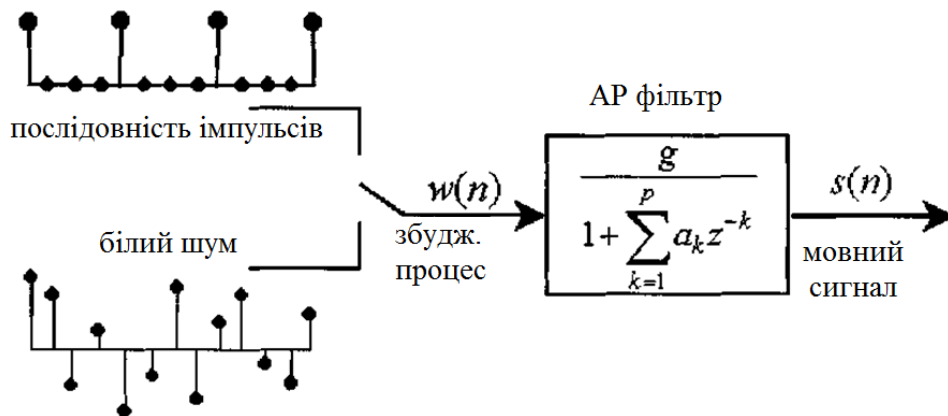 послідовність імпульсів
білий шум
w(n)
збудж.
процес
АР фільтр
g
1+∑ a_k z^{-k}
p
k=1
s(n)
мовний
сигнал